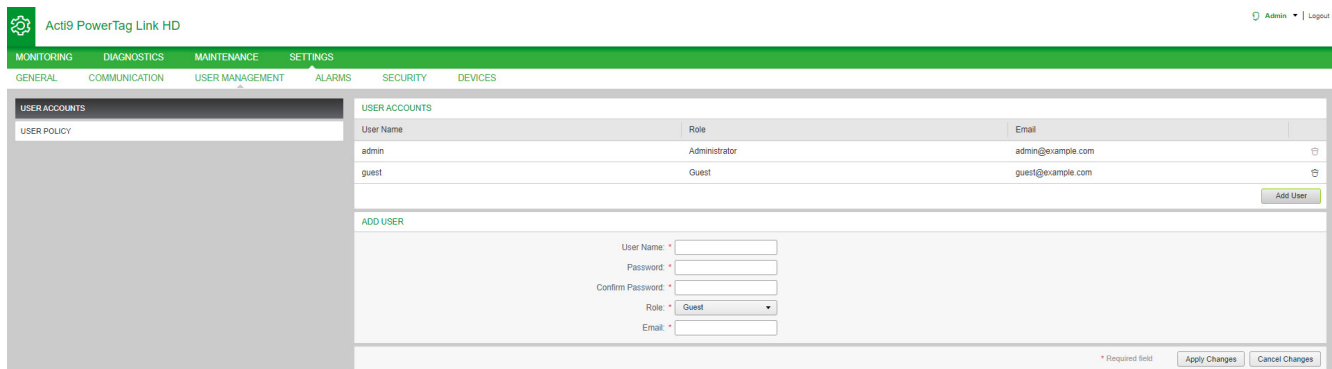 Acti9 PowerTag Link HD
Admin | Logout
MONITORING DIAGNOSTICS MAINTENANCE SETTINGS
GENERAL COMMUNICATION USER MANAGEMENT ALARMS SECURITY DEVICES
USER ACCOUNTS
USER POLICY
USER ACCOUNTS
User Name Role Email
admin Administrator admin@example.com
guest Guest guest@example.com
Add User
ADD USER
User Name: *
Password: *
Confirm Password: *
Role: * Guest
Email: *
* Required field Apply Changes Cancel Changes